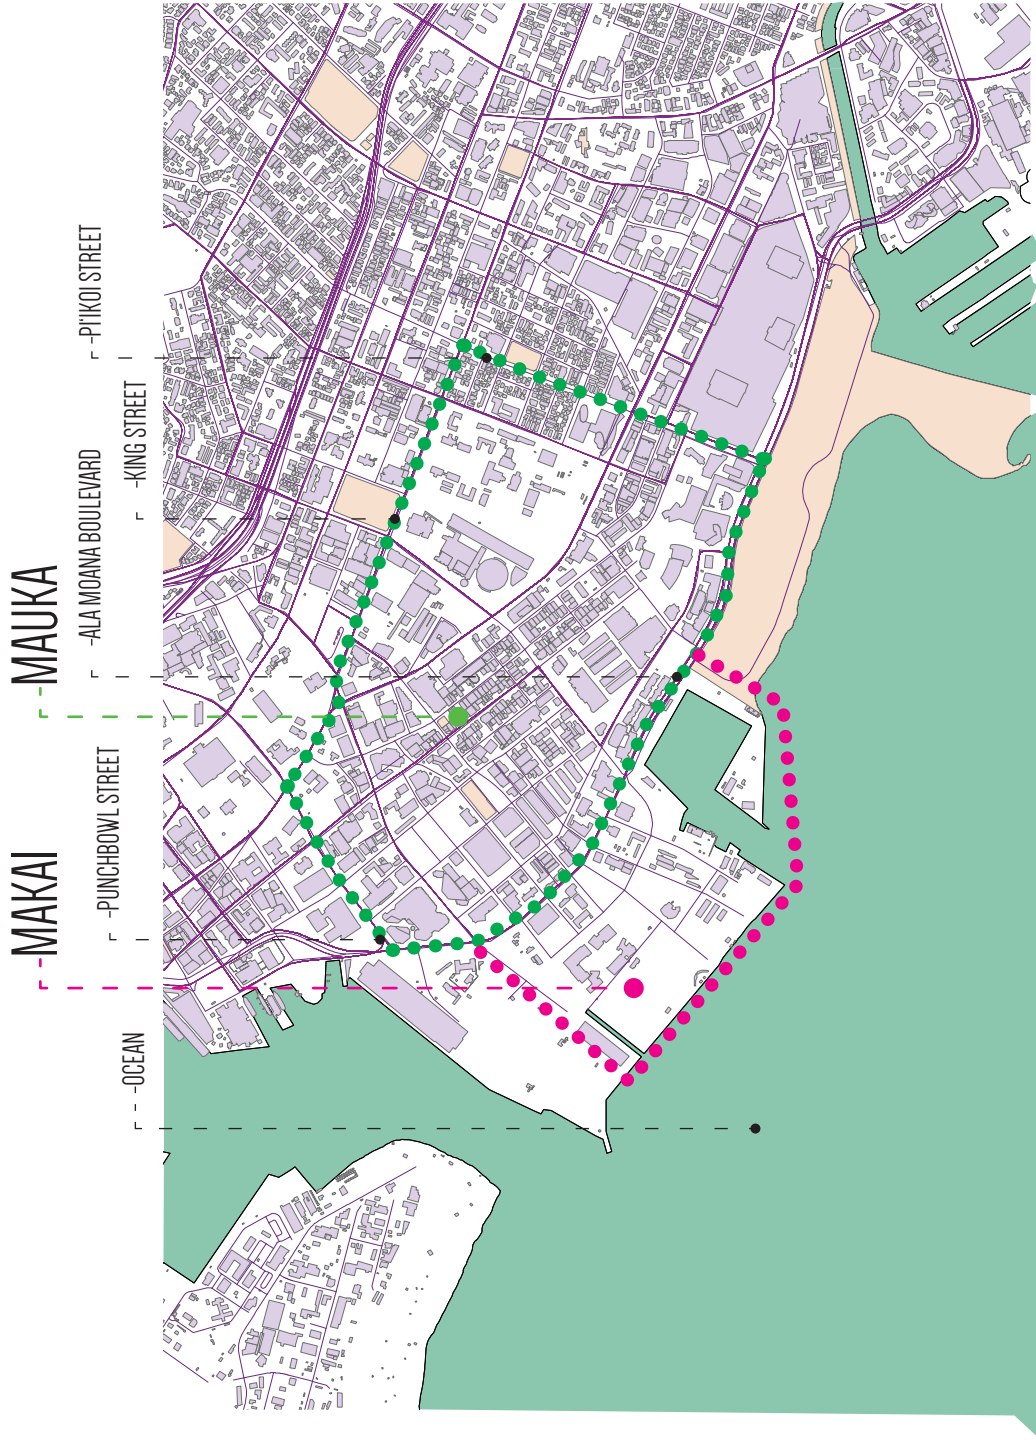 MAKAI
MAUKA
OCEAN
PUNCHBOWL STREET
ALA MOANA BOULEVARD
KING STREET
PI'IKOI STREET